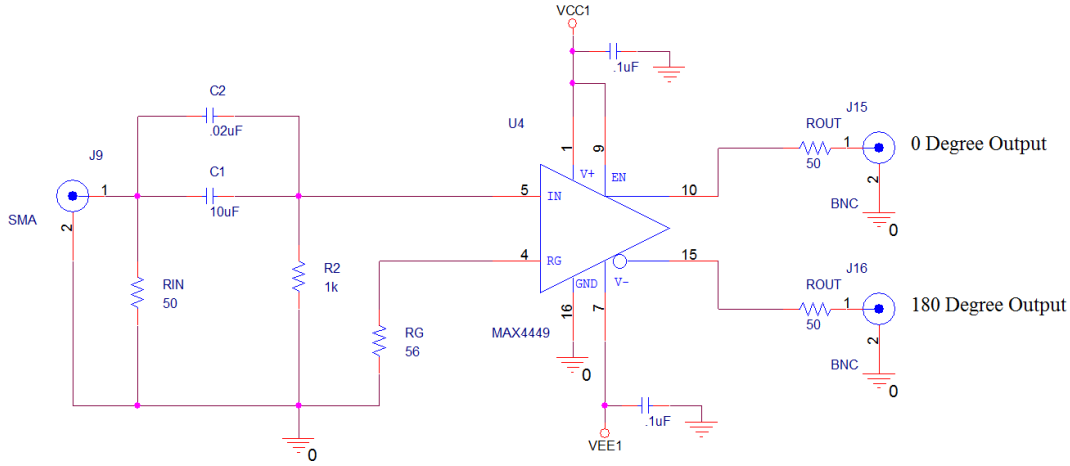 VCC1
.1uF
C2
.02uF
U4
J15
ROUT
1
50
0 Degree Output
2
BNC
0
J9
1
SMA
2
C1
10uF
1
9
V+
EN
5
IN
10
4
RG
15
GND
V-
16
7
MAX4449
0
RIN
50
R2
1k
RG
56
J16
ROUT
1
50
180 Degree Output
2
BNC
0
.1uF
VEE1
0